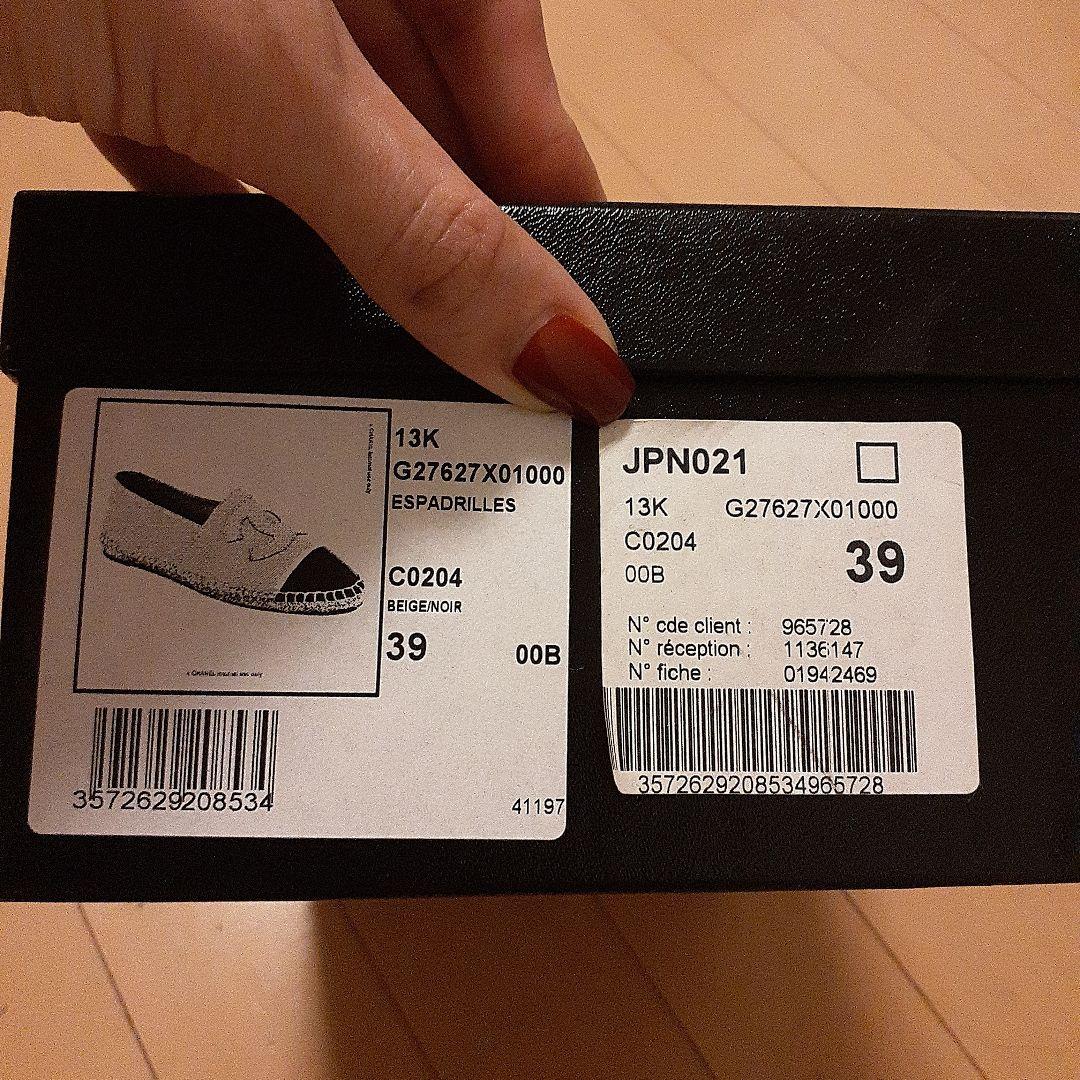 13K
G27627X01000
ESPADRILLES
C0204
BEIGE/NOIR
39 00B
3572629208534
41197
JPN021
13K G27627X01000
C0204
39
00B
N° cde client : 965728
N° réception : 1136147
N° fiche : 01942469
3572629208534965728